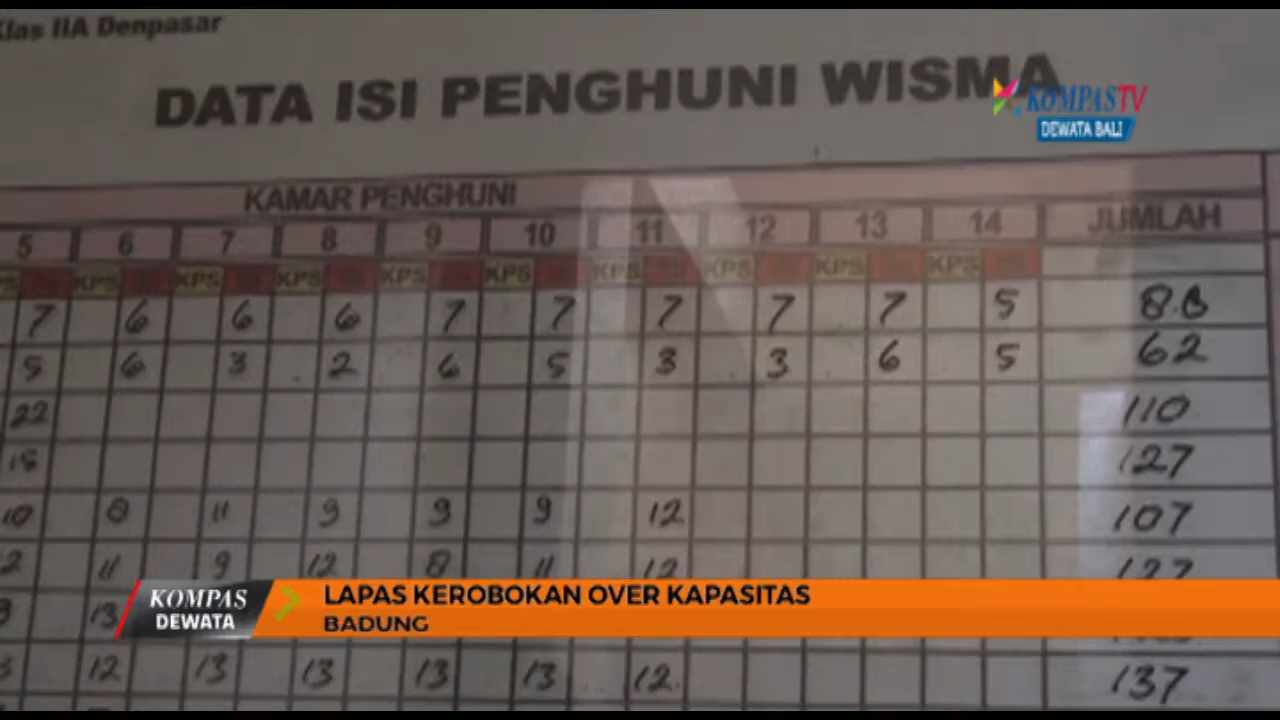 Klas IIA Denpasar
DATA ISI PENGHUNI WISMA
KOMPASTV
DEWATA BALI
KAMAR PENGHUNI
5 6 7 8 9 10 11 12 13 14 JUMLAH
KPS KPS KPS KPS KPS KPS KPS KPS KPS
7 6 6 6 7 7 7 7 7 5 88
5 6 3 2 6 5 3 3 6 5 62
22 110
127
10 8 11 9 9 9 12 107
11 9 12 8 11 12
13
12 13 13 13 13 12 137
KOMPAS
DEWATA
LAPAS KEROBOKAN OVER KAPASITAS
BADUNG